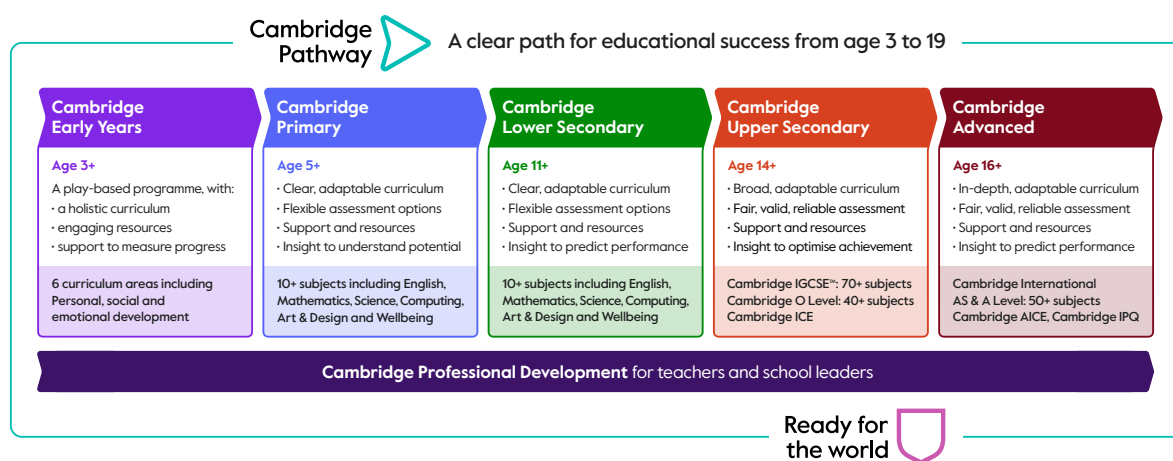 Cambridge
Pathway
A clear path for educational success from age 3 to 19
Cambridge
Early Years
Age 3+
A play-based programme, with:
· a holistic curriculum
· engaging resources
· support to measure progress
6 curriculum areas including
Personal, social and
emotional development
Cambridge
Primary
Age 5+
· Clear, adaptable curriculum
· Flexible assessment options
· Support and resources
· Insight to understand potential
10+ subjects including English,
Mathematics, Science, Computing,
Art & Design and Wellbeing
Cambridge
Lower Secondary
Age 11+
· Clear, adaptable curriculum
· Flexible assessment options
· Support and resources
· Insight to predict performance
10+ subjects including English,
Mathematics, Science, Computing,
Art & Design and Wellbeing
Cambridge
Upper Secondary
Age 14+
· Broad, adaptable curriculum
· Fair, valid, reliable assessment
· Support and resources
· Insight to optimise achievement
Cambridge IGCSE™: 70+ subjects
Cambridge O Level: 40+ subjects
Cambridge ICE
Cambridge
Advanced
Age 16+
· In-depth, adaptable curriculum
· Fair, valid, reliable assessment
· Support and resources
· Insight to predict performance
Cambridge International
AS & A Level: 50+ subjects
Cambridge AICE, Cambridge IPQ
Cambridge Professional Development for teachers and school leaders
Ready for
the world